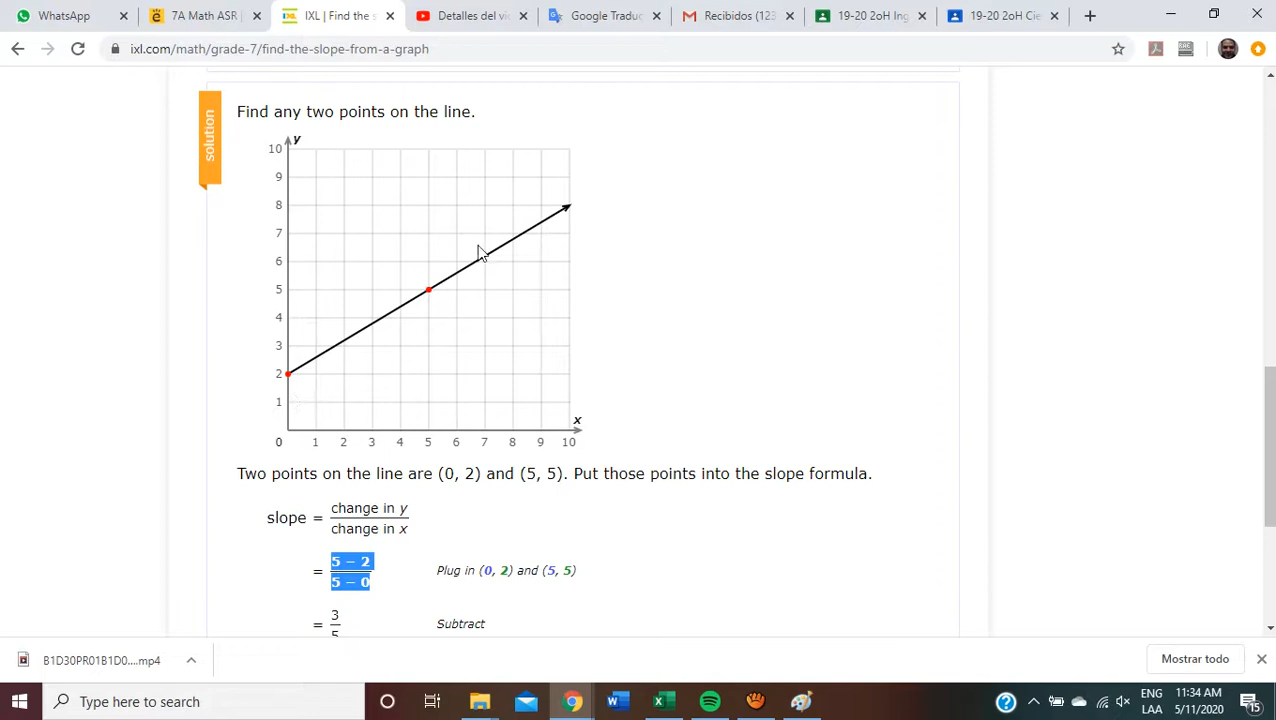 WhatsApp
7A Math ASR
IXL | Find the s
Detalles del vi
Google Traduc
Recibidos (123
19-20 2oH Ing
19-20 2oH Cie
ixl.com/math/grade-7/find-the-slope-from-a-graph
solution
Find any two points on the line.
y
10
9
8
7
6
5
4
3
2
1
0 1 2 3 4 5 6 7 8 9 10
x
Two points on the line are (0, 2) and (5, 5). Put those points into the slope formula.
slope = change in y / change in x
= 5 − 2 / 5 − 0 Plug in (0, 2) and (5, 5)
= 3 / 5 Subtract
B1D30PR01B1D0....mp4
Mostrar todo
Type here to search
ENG
LAA
11:34 AM
5/11/2020
15